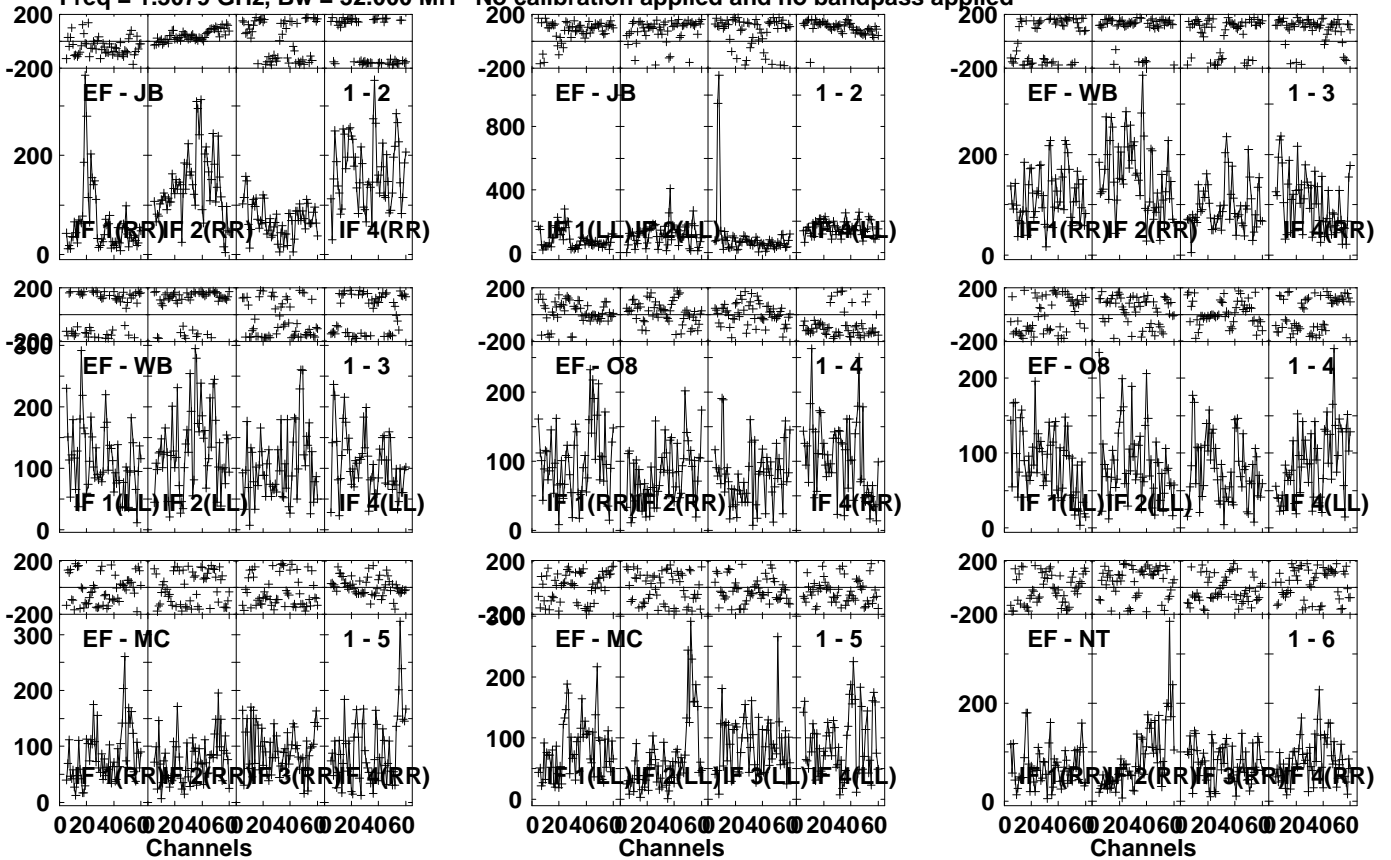 Freq = 1.5079 GHz, Bw = 32.000 MH No calibration applied and no bandpass applied
200
-200
EF - JB 1 - 2
200
0
IF 1(RR) IF 2(RR) IF 4(RR)
200
-200
EF - JB 1 - 2
800
400
0
IF 1(LL) IF 2(LL) IF 4(LL)
200
-200
EF - WB 1 - 3
200
0
IF 1(RR) IF 2(RR) IF 4(RR)
200
-200
300
EF - WB 1 - 3
200
100
0
IF 1(LL) IF 2(LL) IF 4(LL)
200
-200
EF - O8 1 - 4
200
100
0
IF 1(RR) IF 2(RR) IF 4(RR)
200
-200
EF - O8 1 - 4
200
100
0
IF 1(LL) IF 2(LL) IF 4(LL)
200
-200
300
EF - MC 1 - 5
200
100
0
IF 1(RR) IF 2(RR) IF 3(RR) IF 4(RR)
0 20 40 60 0 20 40 60 0 20 40 60 0 20 40 60
Channels
200
-200
300
EF - MC 1 - 5
200
100
0
IF 1(LL) IF 2(LL) IF 3(LL) IF 4(LL)
0 20 40 60 0 20 40 60 0 20 40 60 0 20 40 60
Channels
200
-200
EF - NT 1 - 6
200
0
IF 1(RR) IF 2(RR) IF 3(RR) IF 4(RR)
0 20 40 60 0 20 40 60 0 20 40 60 0 20 40 60
Channels